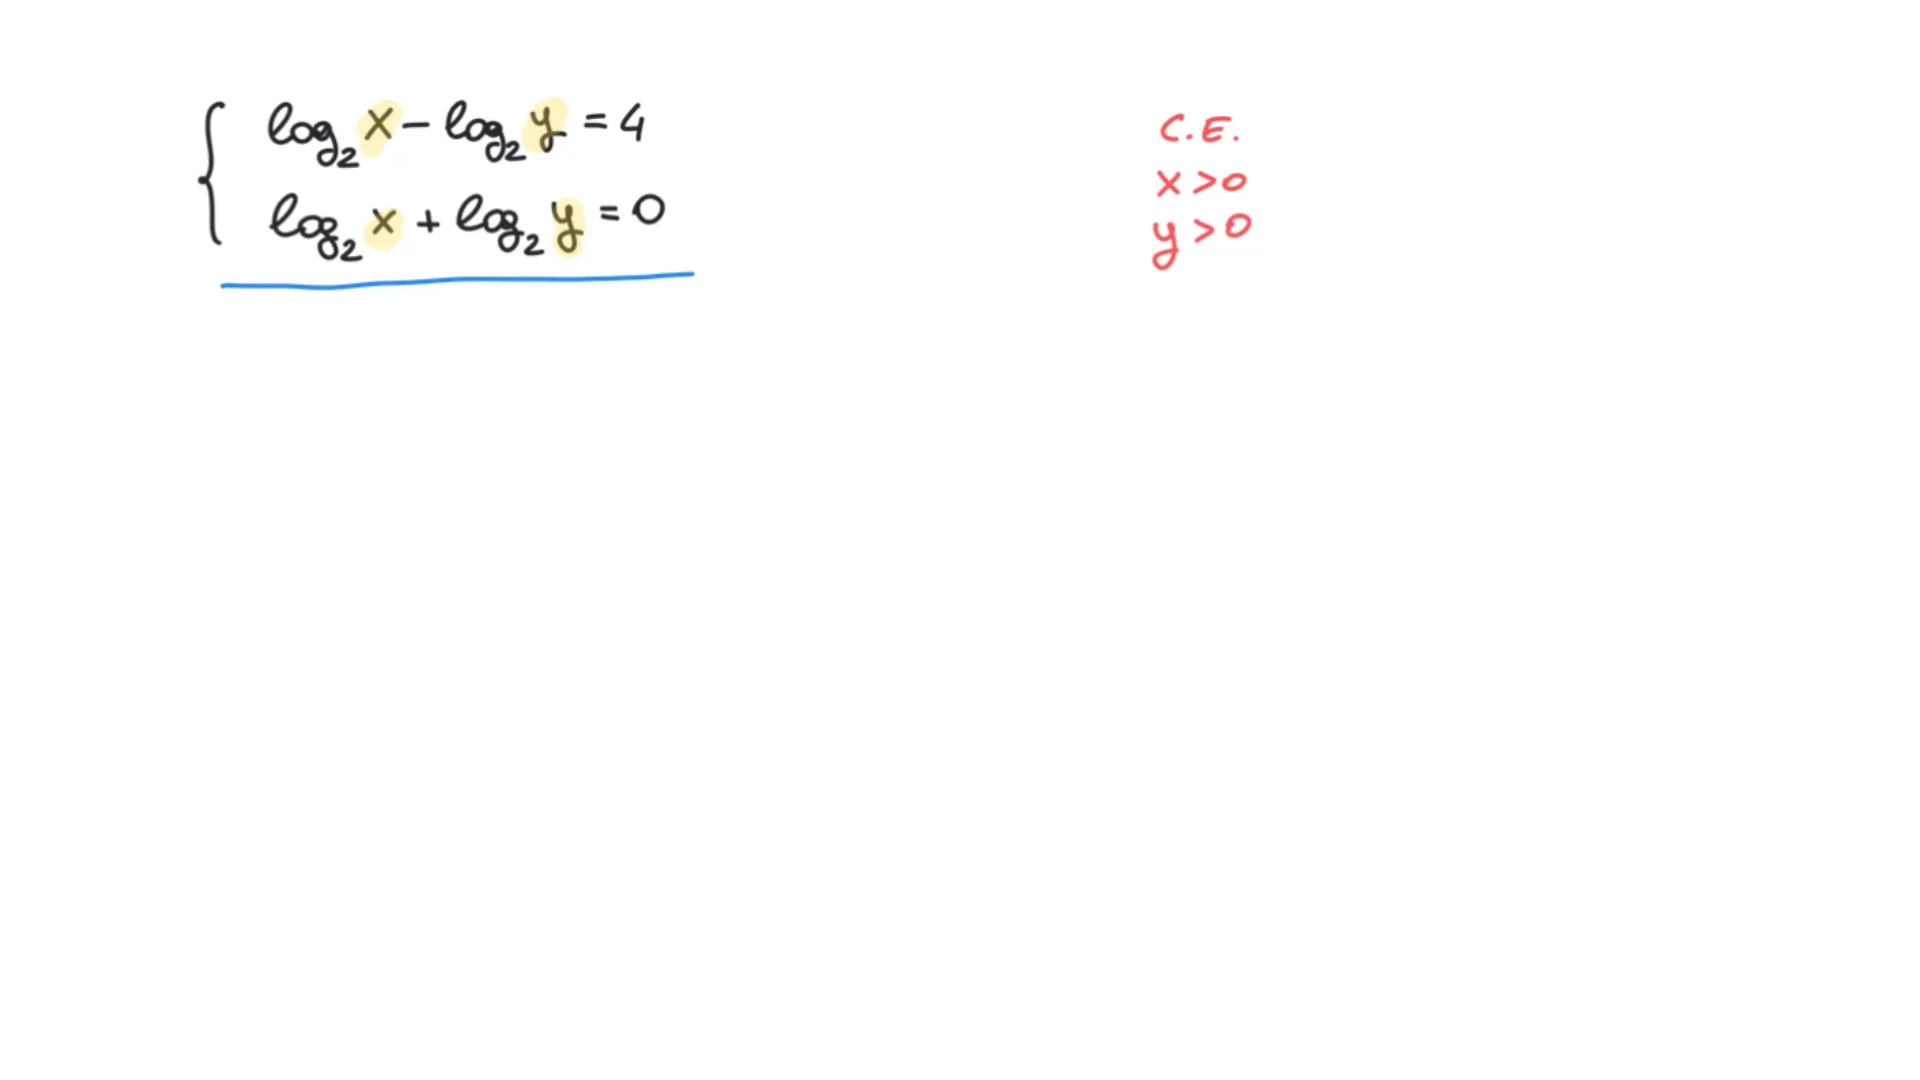 log₂ x − log₂ y = 4
log₂ x + log₂ y = 0
C.E.
x > 0
y > 0